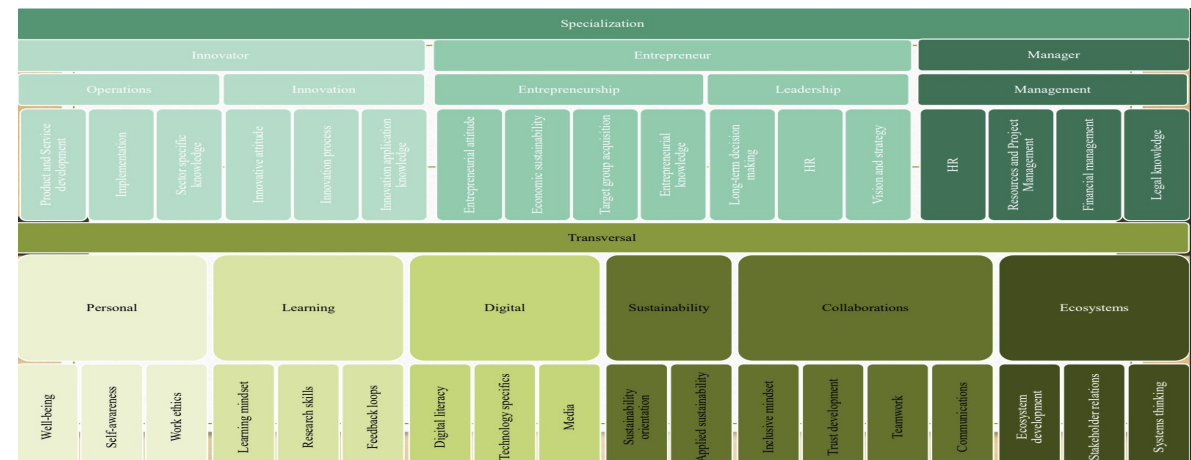 Specialization
Innovator
Entrepreneur
Manager
Operations
Innovation
Entrepreneurship
Leadership
Management
Product and Service
development
Implementation
Sector specific
knowledge
Innovative attitude
Innovation process
Innovation application
knowledge
Entrepreneurial attitude
Economic sustainability
Target group acquisition
Entrepreneurial
knowledge
Long-term decision
making
HR
Vision and strategy
HR
Resources and Project
Management
Financial management
Legal knowledge
Transversal
Personal
Learning
Digital
Sustainability
Collaborations
Ecosystems
Well-being
Self-awareness
Work ethics
Learning mindset
Research skills
Feedback loops
Digital literacy
Technology specifics
Media
Sustainability
orientation
Applied sustainability
Inclusive mindset
Trust development
Teamwork
Communications
Ecosystem
development
Stakeholder relations
Systems thinking